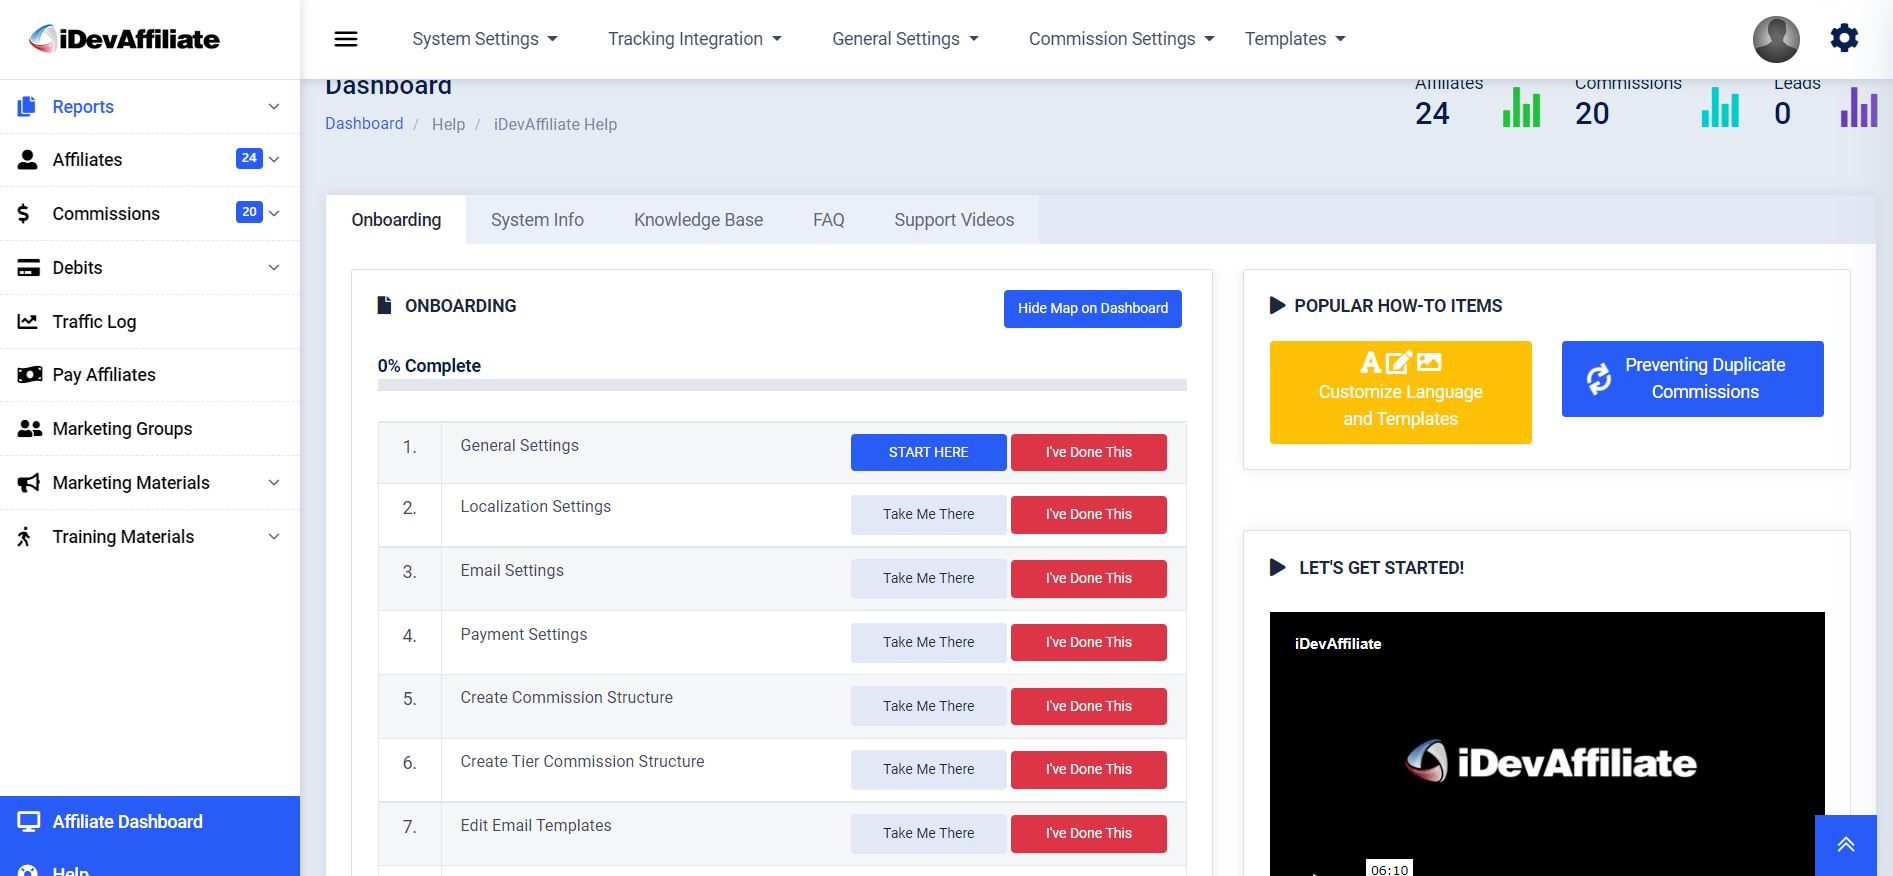 iDevAffiliate
System Settings
Tracking Integration
General Settings
Commission Settings
Templates
Reports
Affiliates 24
Commissions 20
Debits
Traffic Log
Pay Affiliates
Marketing Groups
Marketing Materials
Training Materials
Affiliate Dashboard
Help
Dashboard
Dashboard / Help / iDevAffiliate Help
Affiliates
24
Commissions
20
Leads
0
Onboarding
System Info
Knowledge Base
FAQ
Support Videos
ONBOARDING
Hide Map on Dashboard
0% Complete
1. General Settings START HERE I've Done This
2. Localization Settings Take Me There I've Done This
3. Email Settings Take Me There I've Done This
4. Payment Settings Take Me There I've Done This
5. Create Commission Structure Take Me There I've Done This
6. Create Tier Commission Structure Take Me There I've Done This
7. Edit Email Templates Take Me There I've Done This
POPULAR HOW-TO ITEMS
Customize Language
and Templates
Preventing Duplicate
Commissions
LET'S GET STARTED!
iDevAffiliate
iDevAffiliate
06:10